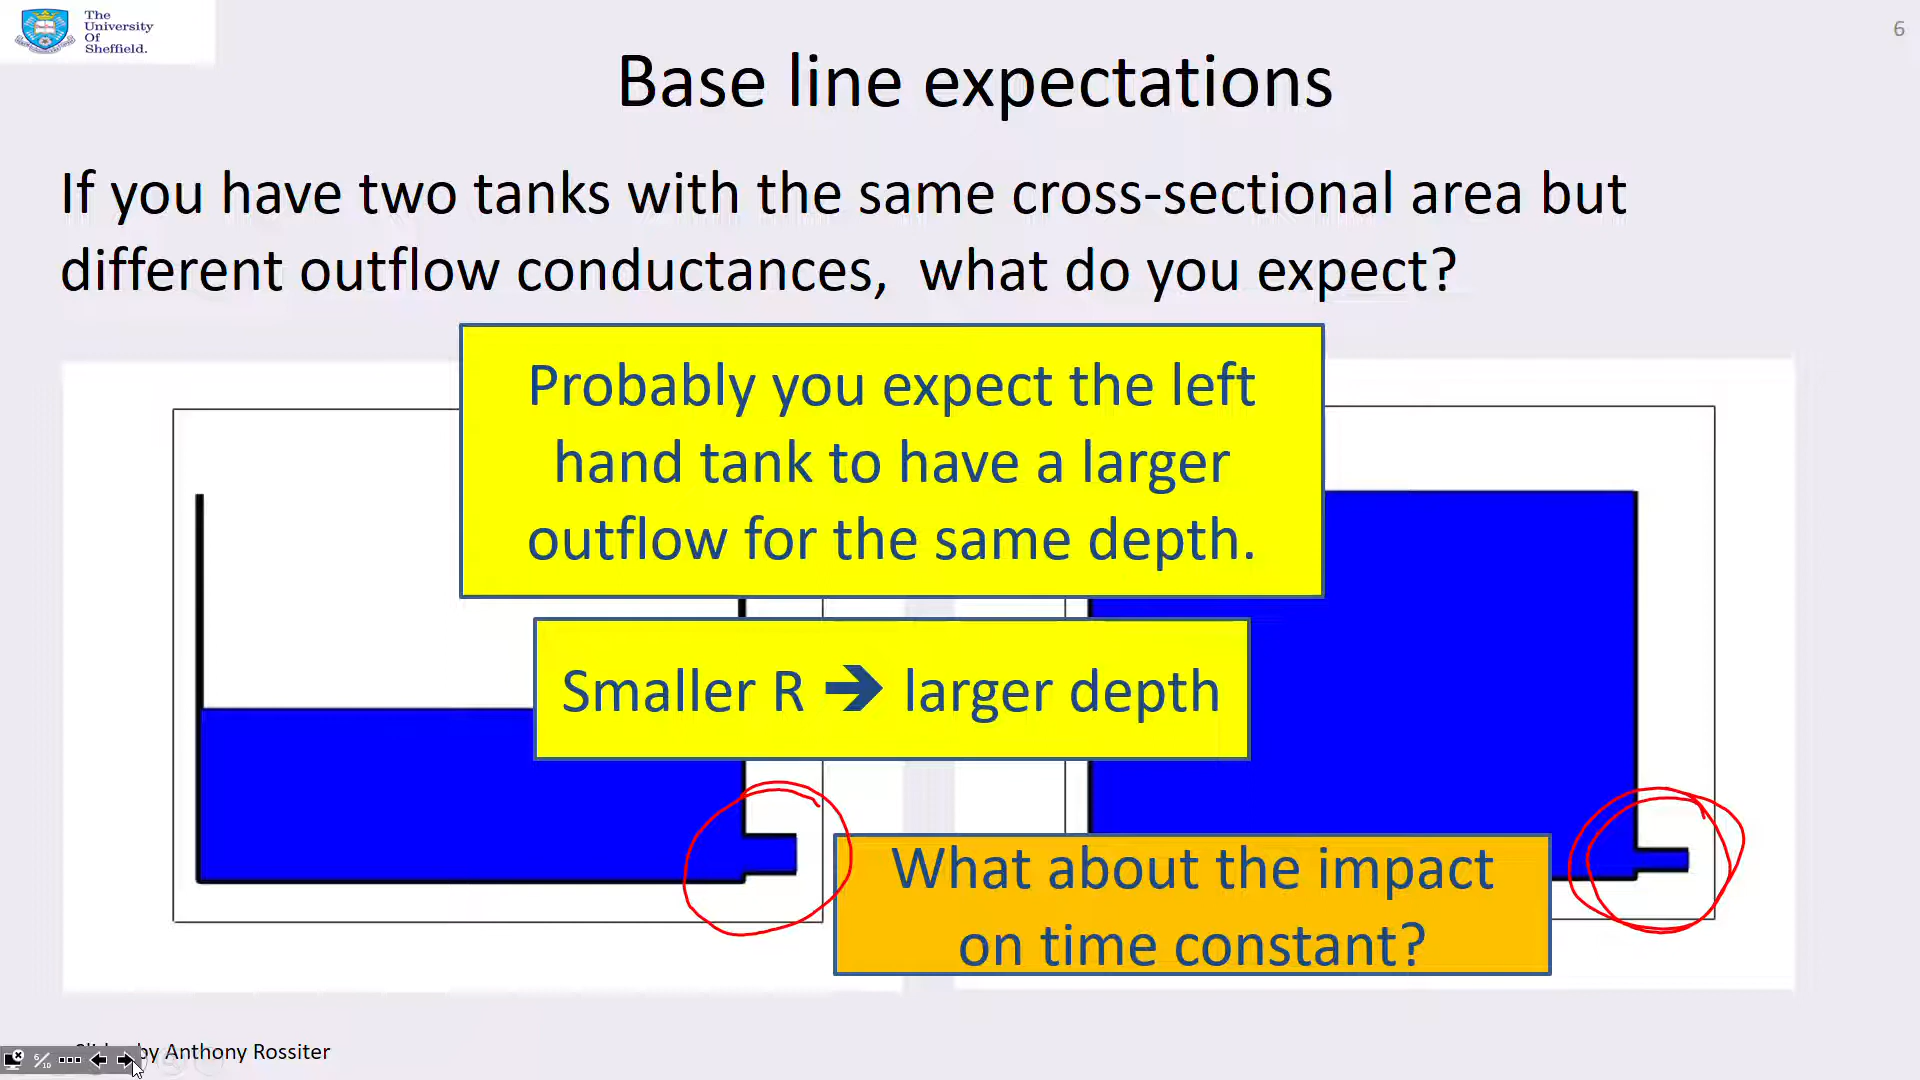 The
University
Of
Sheffield.
6
Base line expectations
If you have two tanks with the same cross-sectional area but
different outflow conductances, what do you expect?
Probably you expect the left
hand tank to have a larger
outflow for the same depth.
Smaller R → larger depth
What about the impact
on time constant?
by Anthony Rossiter
6/10